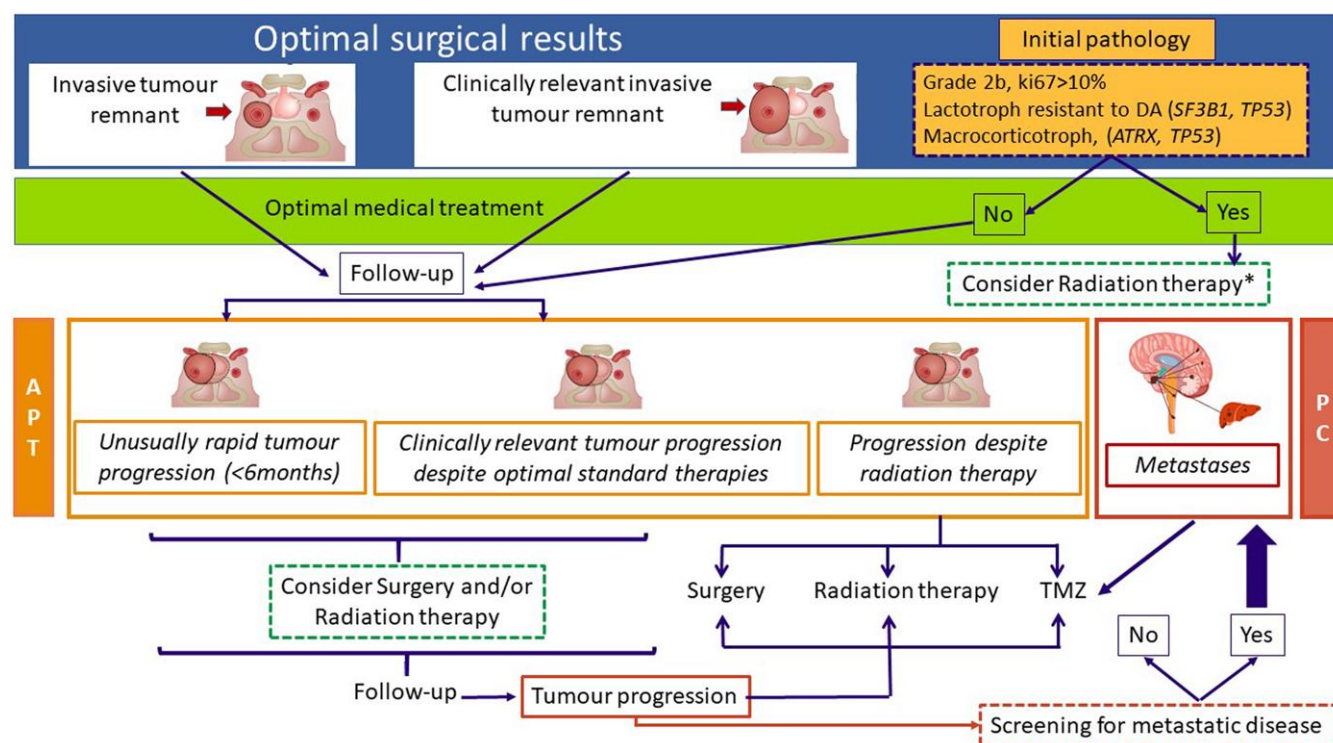 Optimal surgical results
Initial pathology
Invasive tumour
remnant
Clinically relevant invasive
tumour remnant
Grade 2b, ki67>10%
Lactotroph resistant to DA (SF3B1, TP53)
Macrocorticotroph, (ATRX, TP53)
Optimal medical treatment
No
Yes
Follow-up
Consider Radiation therapy*
APT
Unusually rapid tumour
progression (<6months)
Clinically relevant tumour progression
despite optimal standard therapies
Progression despite
radiation therapy
Metastases
PC
Consider Surgery and/or
Radiation therapy
Surgery
Radiation therapy
TMZ
No
Yes
Follow-up
Tumour progression
Screening for metastatic disease